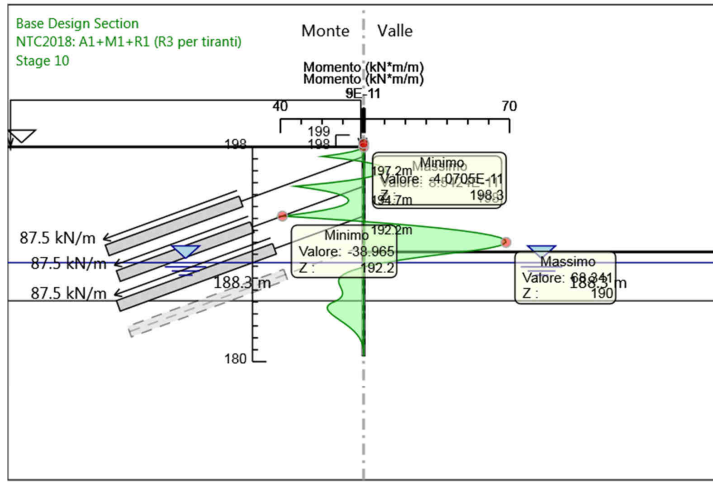 Base Design Section
NTC2018: A1+M1+R1 (R3 per tiranti)
Stage 10
Monte
Valle
Momento (kN*m/m)
Momento (kN*m/m)
40
70
199
198
198
197.2m
Minimo
Massimo
Valore: -4.0705E-11
Z : 198.3
194.7m
192.2m
87.5 kN/m
87.5 kN/m
87.5 kN/m
Minimo
Valore: -38.965
Z : 192.2
188.3 m
Massimo
Valore: 68.341
Z : 190
188.3 m
180